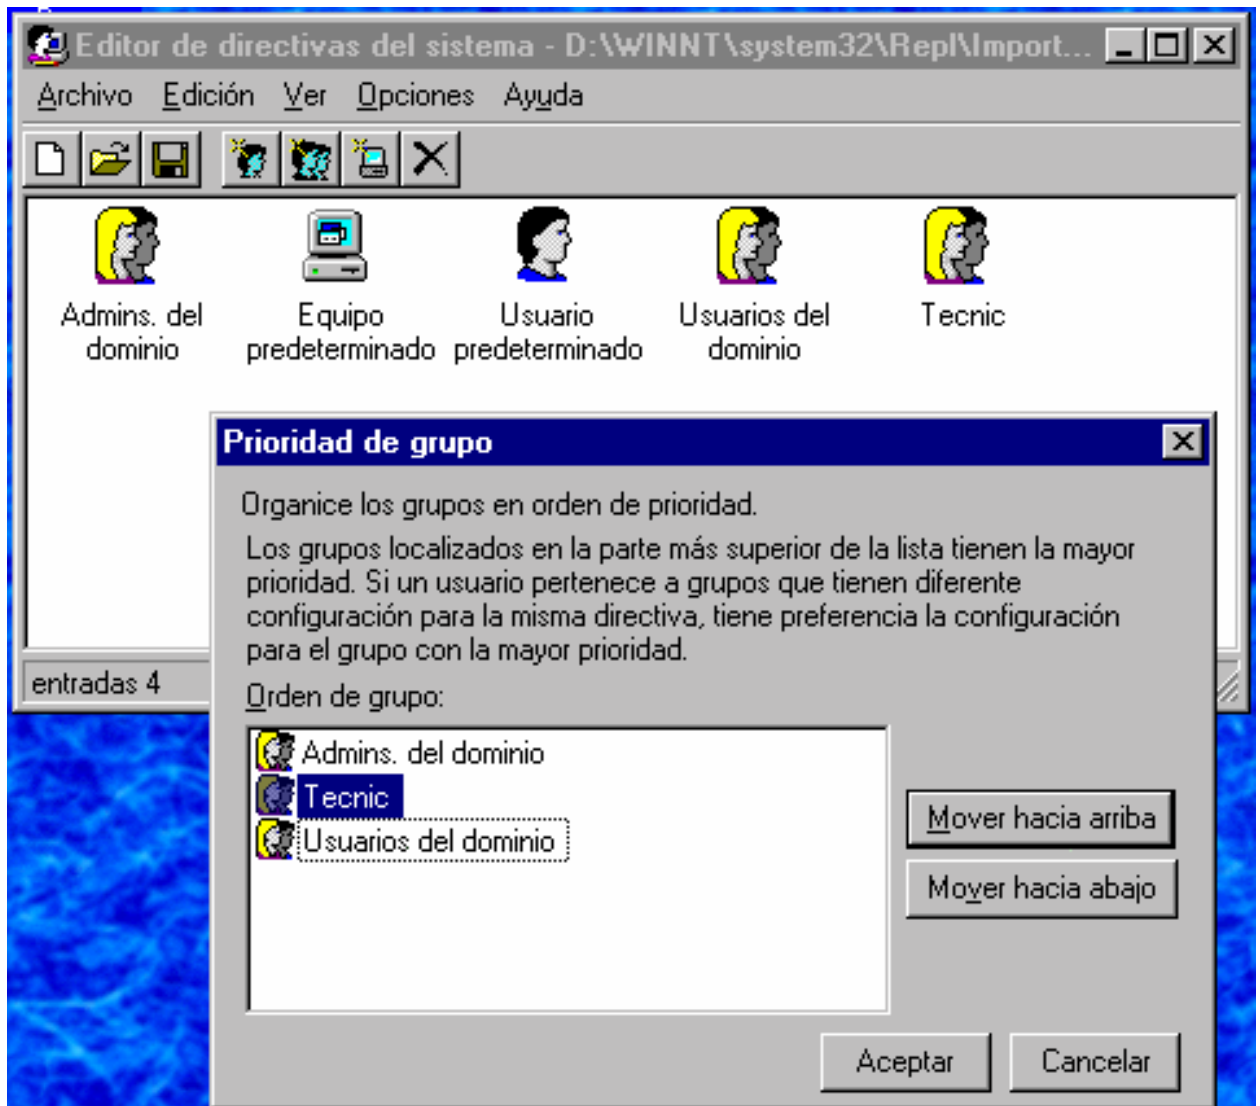 Editor de directivas del sistema - D:\WINNT\system32\Repl\Import...
Archivo Edición Ver Opciones Ayuda
Admins. del dominio
Equipo predeterminado
Usuario predeterminado
Usuarios del dominio
Tecnic
Prioridad de grupo
Organice los grupos en orden de prioridad.
Los grupos localizados en la parte más superior de la lista tienen la mayor
prioridad. Si un usuario pertenece a grupos que tienen diferente
configuración para la misma directiva, tiene preferencia la configuración
para el grupo con la mayor prioridad.
entradas 4
Orden de grupo:
Admins. del dominio
Tecnic
Usuarios del dominio
Mover hacia arriba
Mover hacia abajo
Aceptar Cancelar